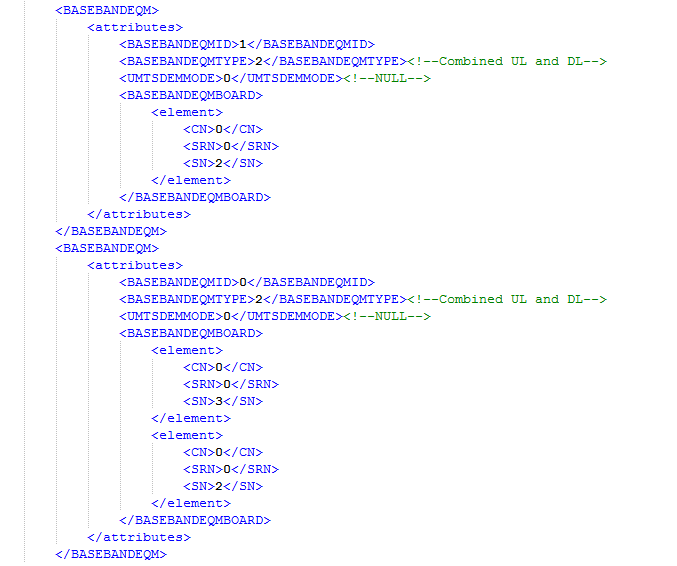 <BASEBANDEQM>
<attributes>
<BASEBANDEQMID>1</BASEBANDEQMID>
<BASEBANDEQMTYPE>2</BASEBANDEQMTYPE><!--Combined UL and DL-->
<UMTSDEMMODE>0</UMTSDEMMODE><!--NULL-->
<BASEBANDEQMBOARD>
<element>
<CN>0</CN>
<SRN>0</SRN>
<SN>2</SN>
</element>
</BASEBANDEQMBOARD>
</attributes>
</BASEBANDEQM>
<BASEBANDEQM>
<attributes>
<BASEBANDEQMID>0</BASEBANDEQMID>
<BASEBANDEQMTYPE>2</BASEBANDEQMTYPE><!--Combined UL and DL-->
<UMTSDEMMODE>0</UMTSDEMMODE><!--NULL-->
<BASEBANDEQMBOARD>
<element>
<CN>0</CN>
<SRN>0</SRN>
<SN>3</SN>
</element>
<element>
<CN>0</CN>
<SRN>0</SRN>
<SN>2</SN>
</element>
</BASEBANDEQMBOARD>
</attributes>
</BASEBANDEQM>